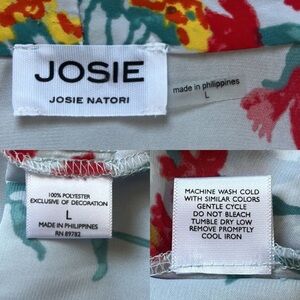 JOSIE
JOSIE NATORI
made in philippines
L
100% POLYESTER
EXCLUSIVE OF DECORATION
L
MADE IN PHILIPPINES
RN 89782
MACHINE WASH COLD
WITH SIMILAR COLORS
GENTLE CYCLE
DO NOT BLEACH
TUMBLE DRY LOW
REMOVE PROMPTLY
COOL IRON